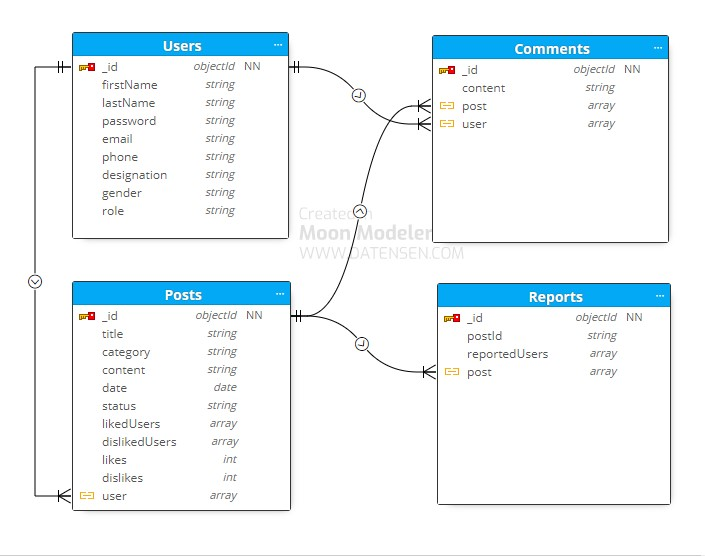 Users ...
_id objectId NN
firstName string
lastName string
password string
email string
phone string
designation string
gender string
role string
Comments ...
_id objectId NN
content string
post array
user array
Created in
Moon Modeler
WWW.DATENSEN.COM
Posts ...
_id objectId NN
title string
category string
content string
date date
status string
likedUsers array
dislikedUsers array
likes int
dislikes int
user array
Reports ...
_id objectId NN
postId string
reportedUsers array
post array